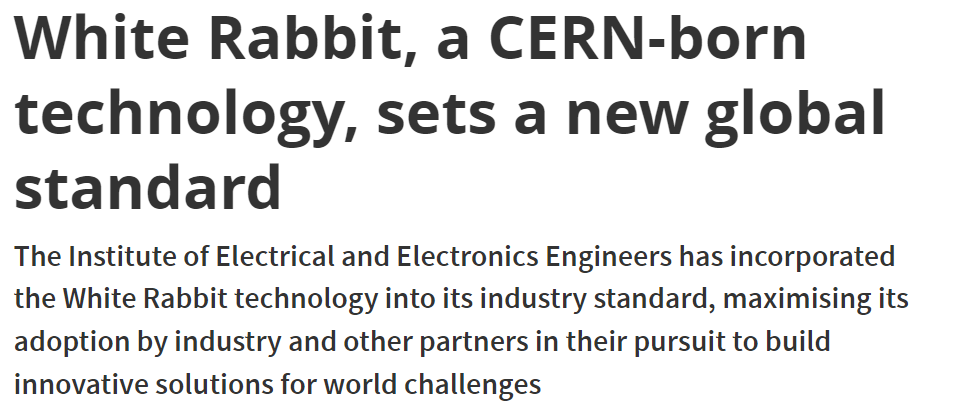 White Rabbit, a CERN-born
technology, sets a new global
standard
The Institute of Electrical and Electronics Engineers has incorporated
the White Rabbit technology into its industry standard, maximising its
adoption by industry and other partners in their pursuit to build
innovative solutions for world challenges